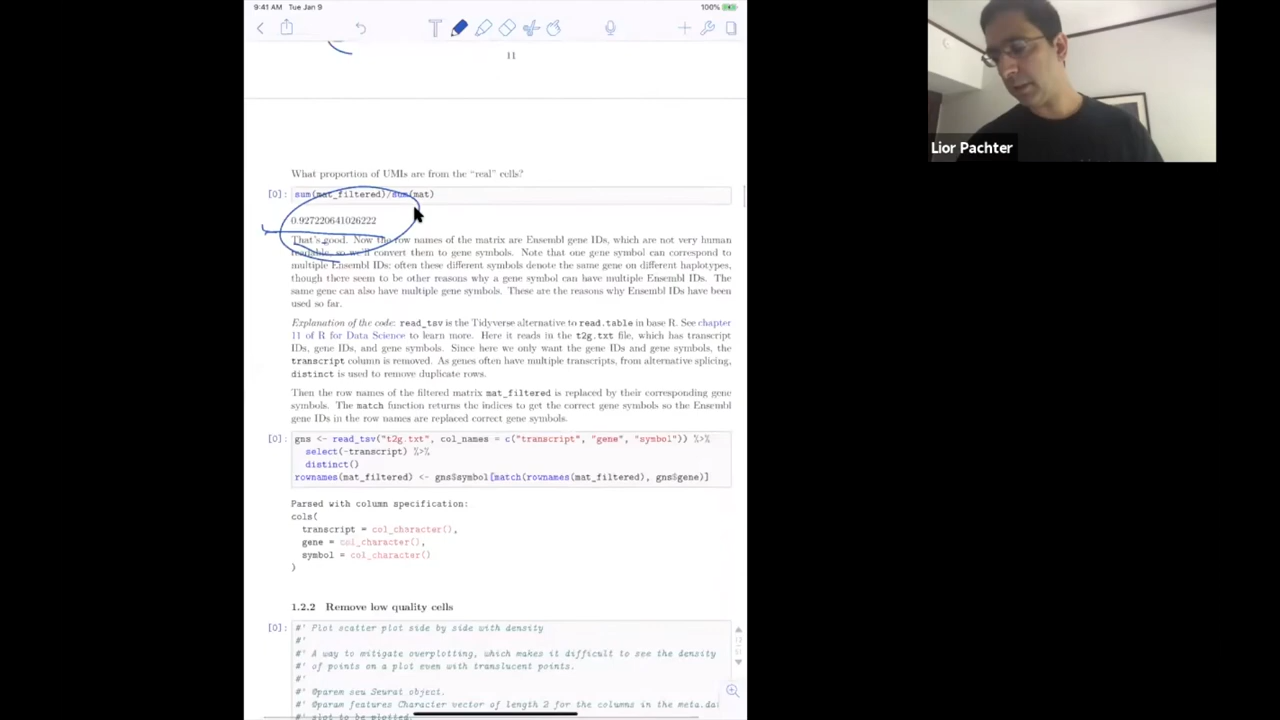 9:41 AM Tue Jan 9
100%
11
Lior Pachter
What proportion of UMIs are from the “real” cells?
[0]: sum(mat_filtered)/sum(mat)
0.927220641026222
That's good. Now the row names of the matrix are Ensembl gene IDs, which are not very human
readable, so we'll convert them to gene symbols. Note that one gene symbol can correspond to
multiple Ensembl IDs; often these different symbols denote the same gene on different haplotypes,
though there seem to be other reasons why a gene symbol can have multiple Ensembl IDs. The
same gene can also have multiple gene symbols. These are the reasons why Ensembl IDs have been
used so far.
Explanation of the code: read_tsv is the Tidyverse alternative to read.table in base R. See chapter
11 of R for Data Science to learn more. Here it reads in the t2g.txt file, which has transcript
IDs, gene IDs, and gene symbols. Since here we only want the gene IDs and gene symbols, the
transcript column is removed. As genes often have multiple transcripts, from alternative splicing,
distinct is used to remove duplicate rows.
Then the row names of the filtered matrix mat_filtered is replaced by their corresponding gene
symbols. The match function returns the indices to get the correct gene symbols so the Ensembl
gene IDs in the row names are replaced correct gene symbols.
[0]: gns <- read_tsv("t2g.txt", col_names = c("transcript", "gene", "symbol")) %>%
select(-transcript) %>%
distinct()
rownames(mat_filtered) <- gns$symbol[match(rownames(mat_filtered), gns$gene)]
Parsed with column specification:
cols(
transcript = col_character(),
gene = col_character(),
symbol = col_character()
)
1.2.2 Remove low quality cells
[0]: #' Plot scatter plot side by side with density
#'
#' A way to mitigate overplotting, which makes it difficult to see the density
#' of points on a plot even with translucent points.
#'
#' @param seu Seurat object.
#' @param features Character vector of length 2 for the columns in the meta.da
#' slot to be plotted.